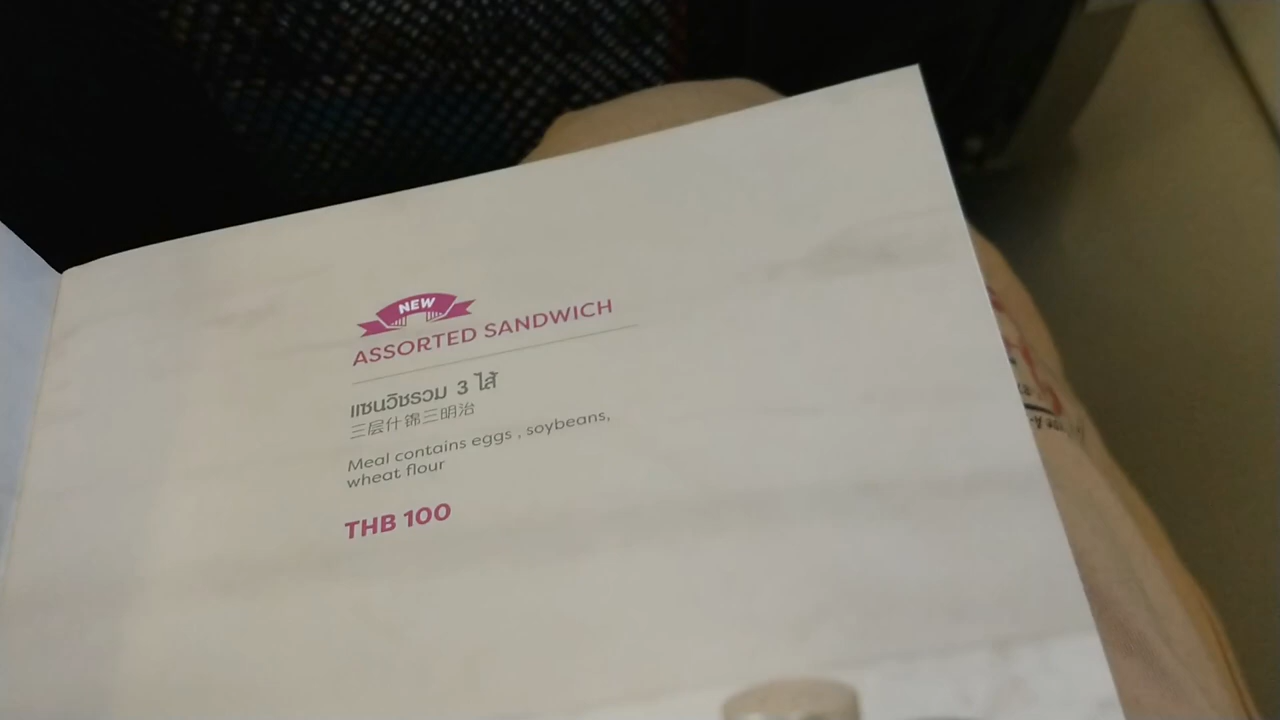 NEW
ASSORTED SANDWICH
แซนวิชรวม 3 ไส้
三层什锦三明治
Meal contains eggs , soybeans,
wheat flour
THB 100